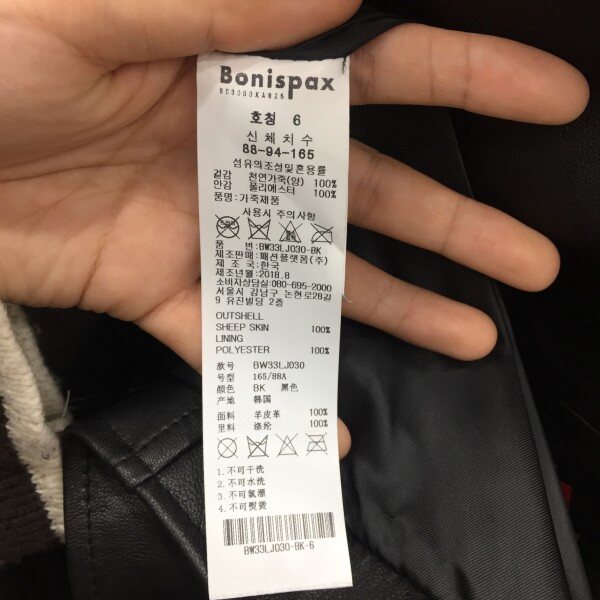 Bonispax
호칭 6
신체치수
88-94-165
섬유의조성및혼용률
겉감 천연가죽(양) 100%
안감 폴리에스터 100%
품명:가죽제품
사용시 주의사항
품 번:BW33LJ030-BK
제조판매:패션플랫폼(주)
제 조 국:한국
제조년월:2018.8
소비자상담실:080-695-2000
서울시 강남구 논현로28길
9 유진빌딩 2층
OUTSHELL
SHEEP SKIN 100%
LINING
POLYESTER 100%
款号 BW33LJ030
号型 165/88A
颜色 BK 黑色
产地 韩国
面料 羊皮革 100%
里料 涤纶 100%
1.不可干洗
2.不可水洗
3.不可氯漂
4.不可熨烫
BW33LJ030-BK-6